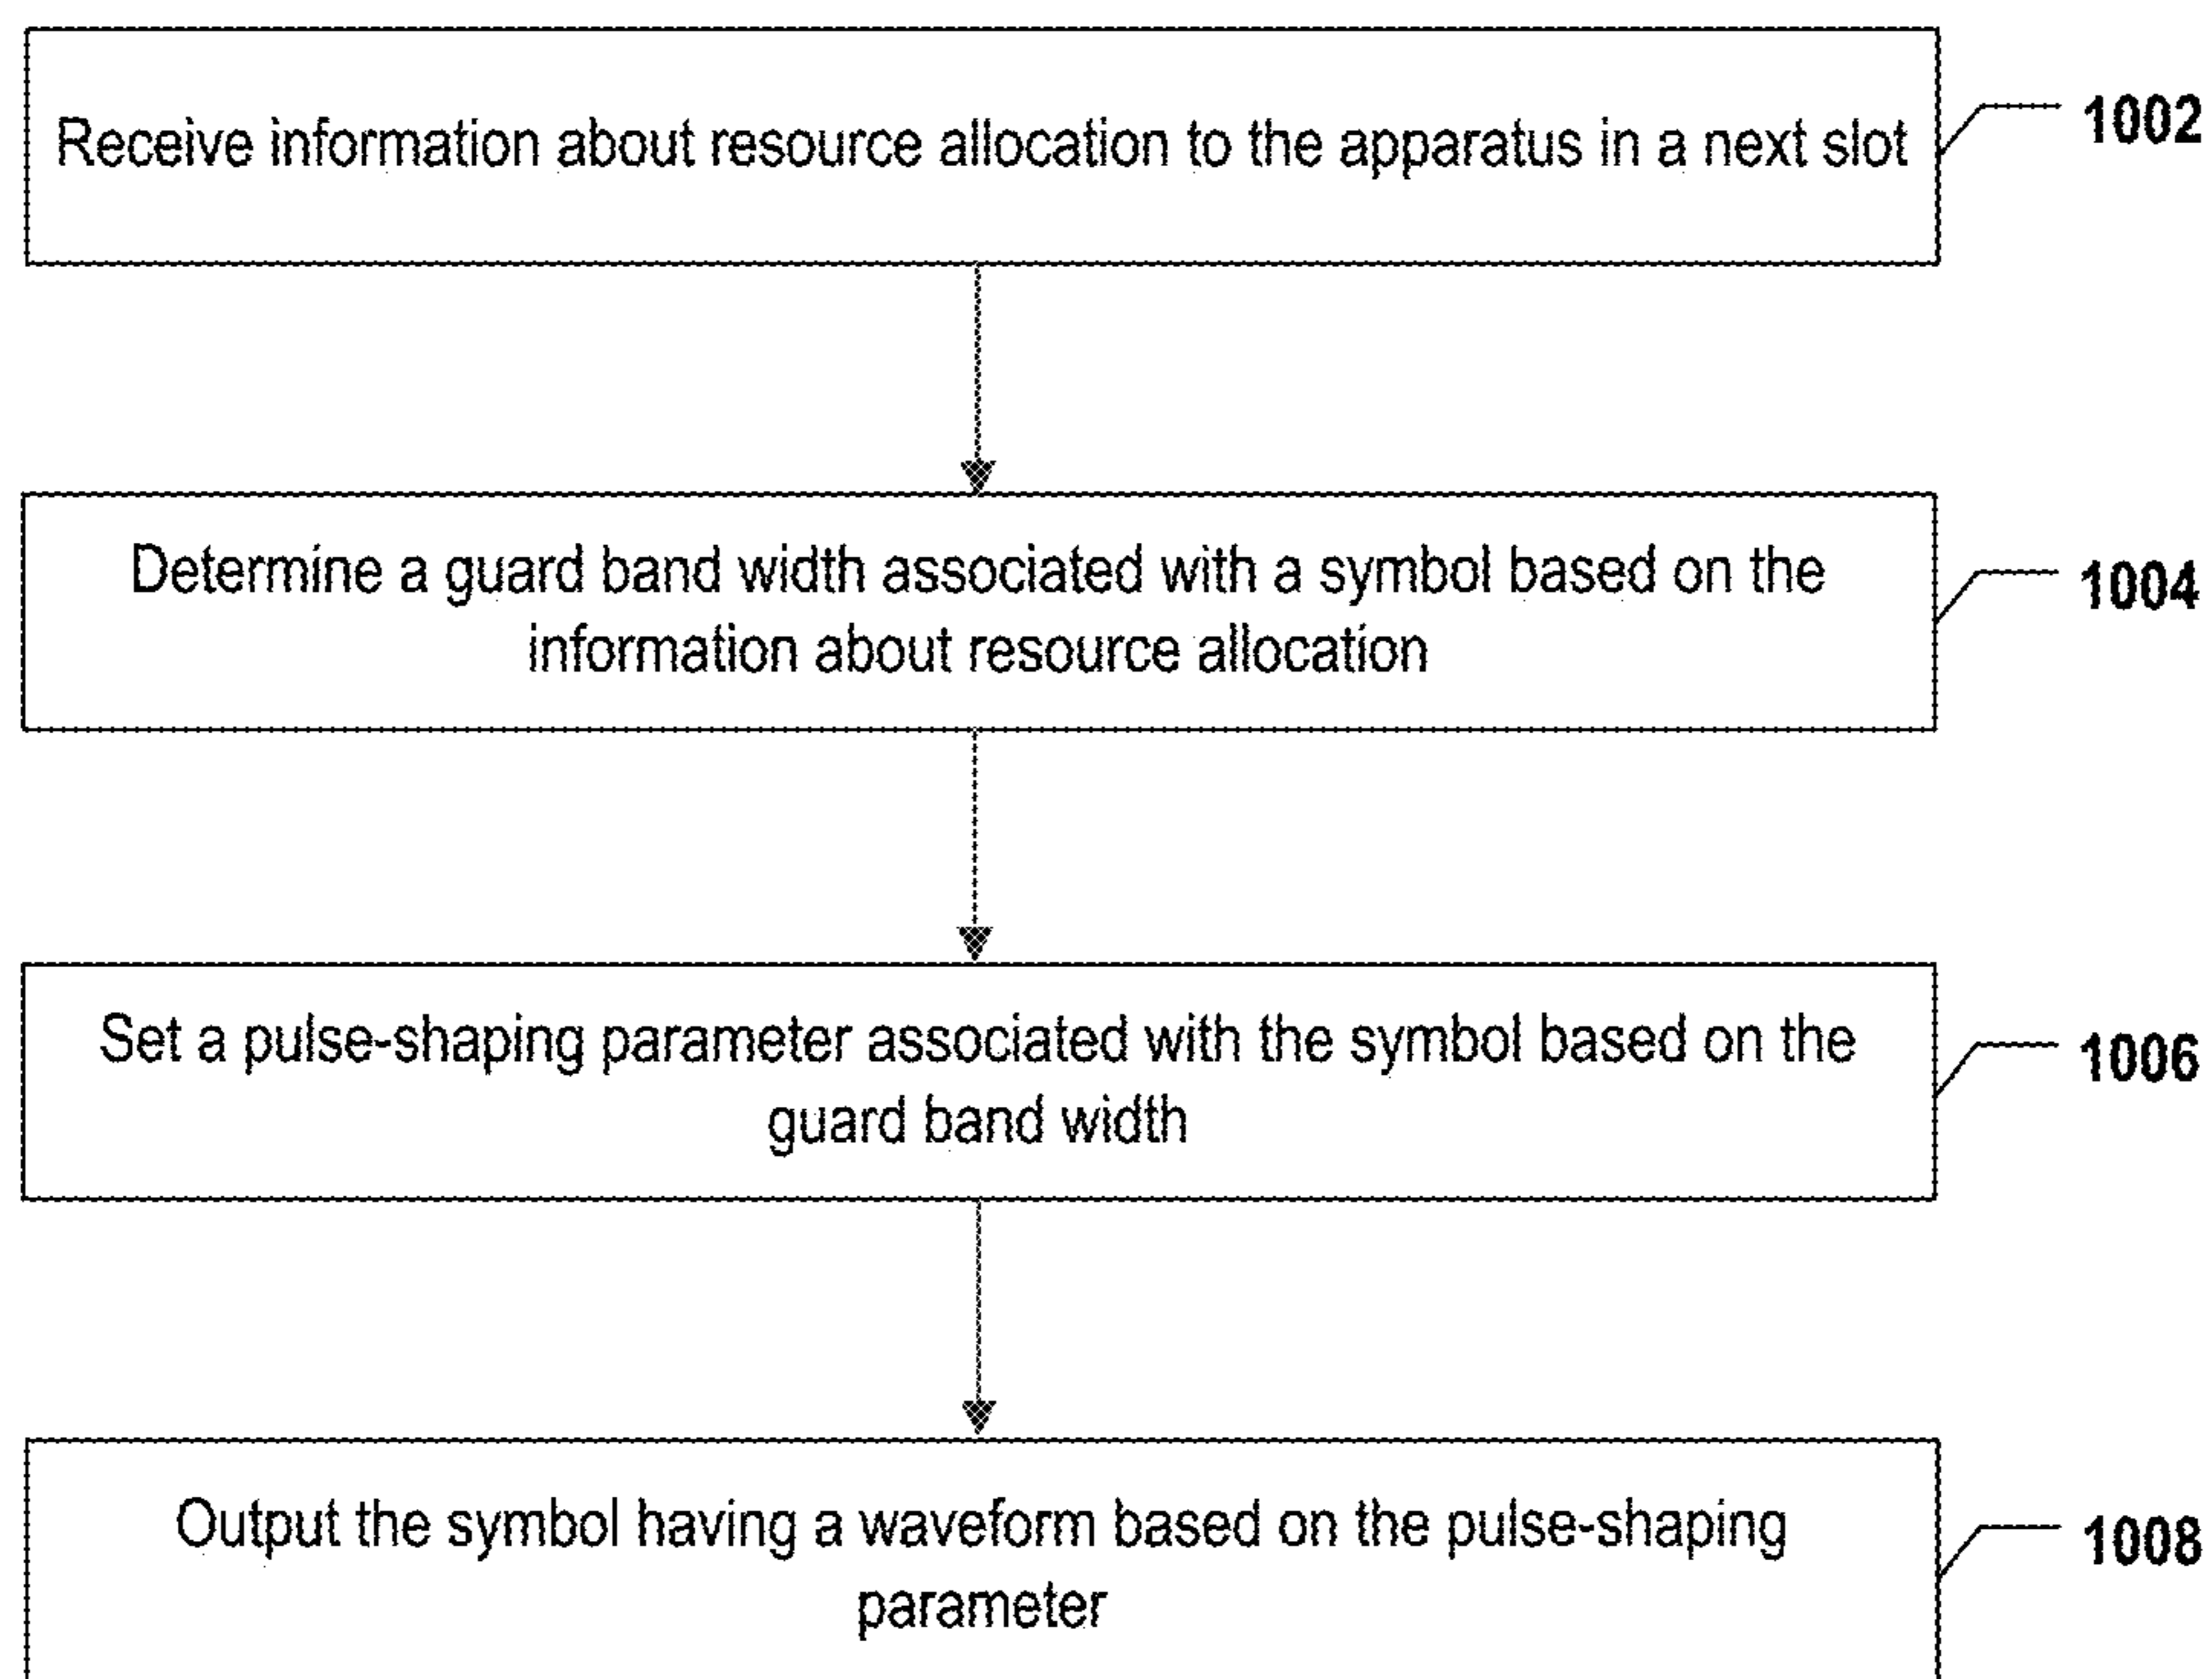 Receive information about resource allocation to the apparatus in a next slot
1002
Determine a guard band width associated with a symbol based on the
information about resource allocation
1004
Set a pulse-shaping parameter associated with the symbol based on the
guard band width
1006
Output the symbol having a waveform based on the pulse-shaping
parameter
1008